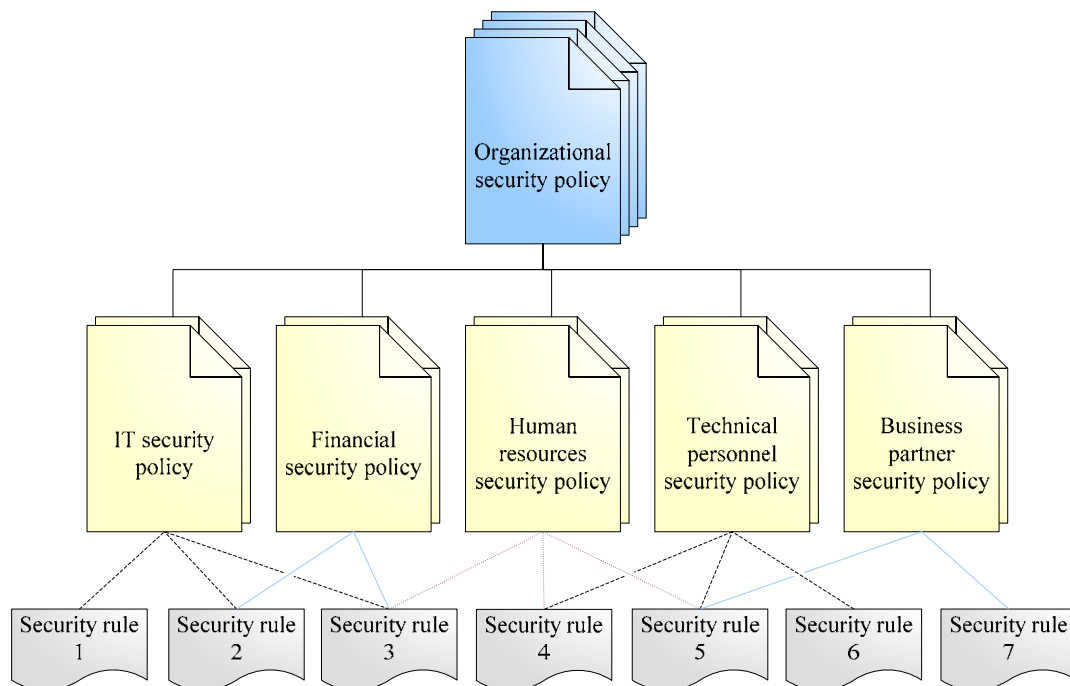 Organizational
security policy
IT security
policy
Financial
security policy
Human
resources
security policy
Technical
personnel
security policy
Business
partner
security policy
Security rule
1
Security rule
2
Security rule
3
Security rule
4
Security rule
5
Security rule
6
Security rule
7